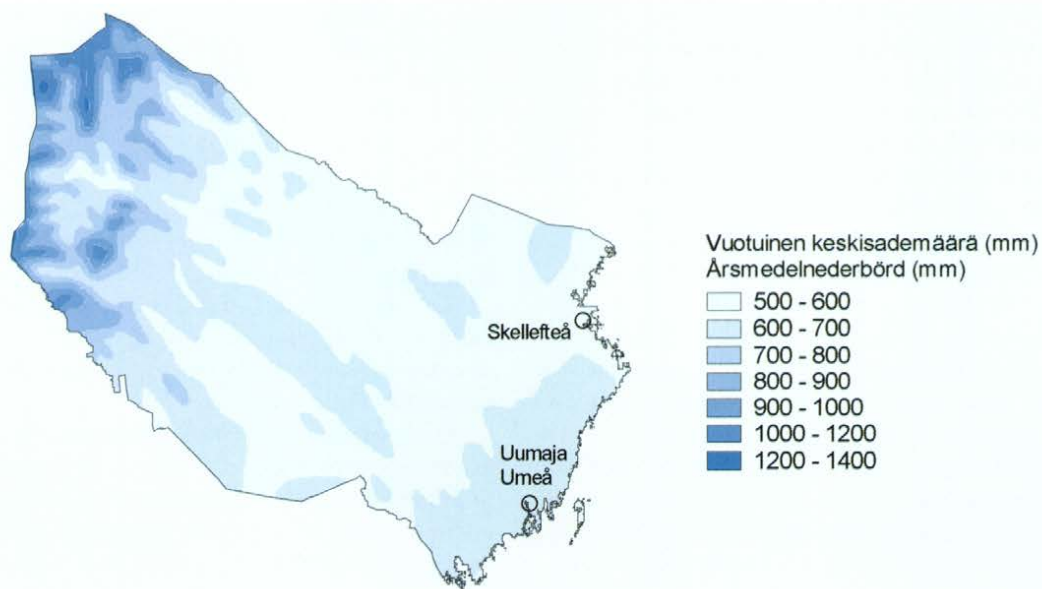 Vuotuinen keskisademäärä (mm)
Årsmedelnederbörd (mm)
500 - 600
600 - 700
700 - 800
800 - 900
900 - 1000
1000 - 1200
1200 - 1400
Skellefteå
Uumaja
Umeå